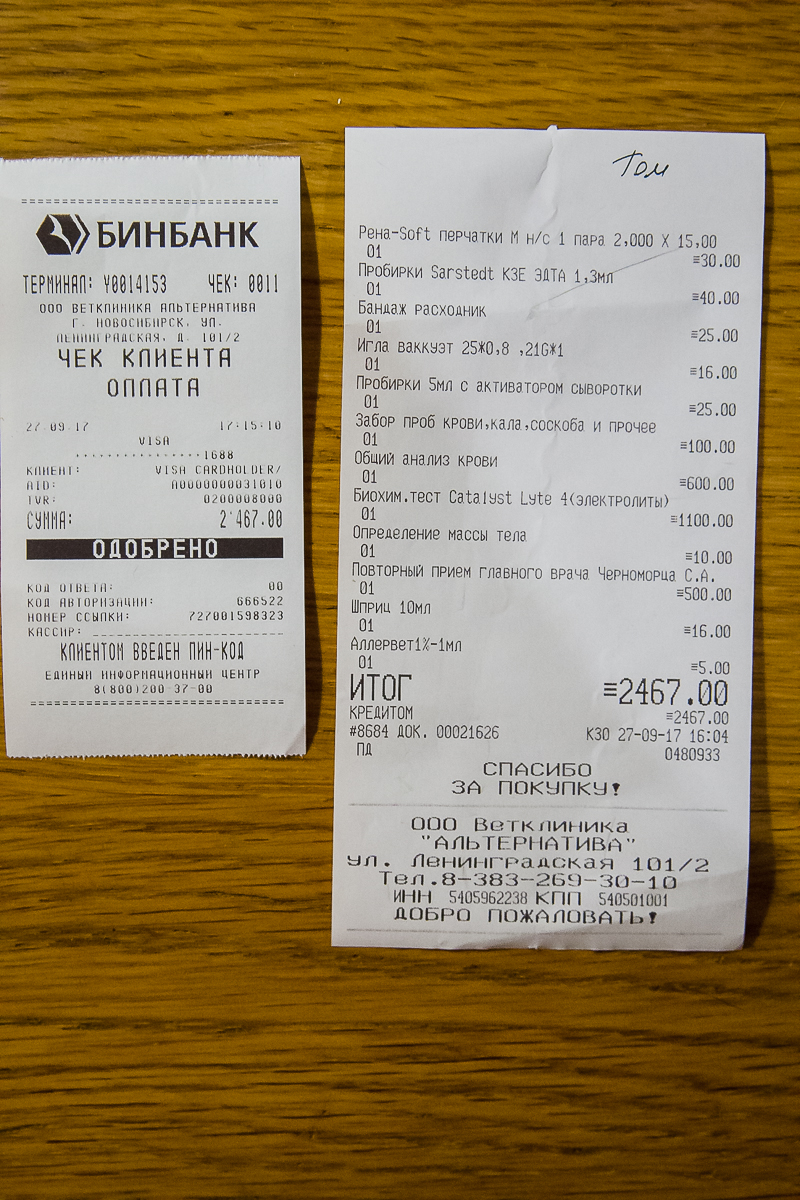 БИНБАНК
ТЕРМИНАЛ: Y0014153 ЧЕК: 0011
ООО ВЕТКЛИНИКА АЛЬТЕРНАТИВА
Г. НОВОСИБИРСК, УЛ.
ЛЕНИНГРАДСКАЯ, Д. 101/2
ЧЕК КЛИЕНТА
ОПЛАТА
27-09-17 17:15:10
VISA
················1688
КЛИЕНТ: VISA CARDHOLDER/
AID: A0000000031010
TVR: 0200008000
СУММА: 2'467.00
ОДОБРЕНО
КОД ОТВЕТА: 00
КОД АВТОРИЗАЦИИ: 666522
НОМЕР ССЫЛКИ: 727001598323
КАССИР:
КЛИЕНТОМ ВВЕДЕН ПИН-КОД
ЕДИНЫЙ ИНФОРМАЦИОННЫЙ ЦЕНТР
8(800)200-37-00
Том
Рена-Soft перчатки М н/с 1 пара 2,000 X 15,00
01 ≡30.00
Пробирки Sarstedt КЗЕ ЭДТА 1,3мл
01 ≡40.00
Бандаж расходник
01 ≡25.00
Игла ваккуэт 25*0,8 ,21G*1
01 ≡16.00
Пробирки 5мл с активатором сыворотки
01 ≡25.00
Забор проб крови,кала,соскоба и прочее
01 ≡100.00
Общий анализ крови
01 ≡600.00
Биохим.тест Catalyst Lyte 4(электролиты)
01 ≡1100.00
Определение массы тела
01 ≡10.00
Повторный прием главного врача Черноморца С.А.
01 ≡500.00
Шприц 10мл
01 ≡16.00
Аллервет1%-1мл
01 ≡5.00
ИТОГ ≡2467.00
КРЕДИТОМ ≡2467.00
#8684 ДОК. 00021626 К30 27-09-17 16:04
ПД 0480933
СПАСИБО
ЗА ПОКУПКУ!
ООО Ветклиника
"АЛЬТЕРНАТИВА"
ул. Ленинградская 101/2
Тел.8-383-269-30-10
ИНН 5405962238 КПП 540501001
ДОБРО ПОЖАЛОВАТЬ!